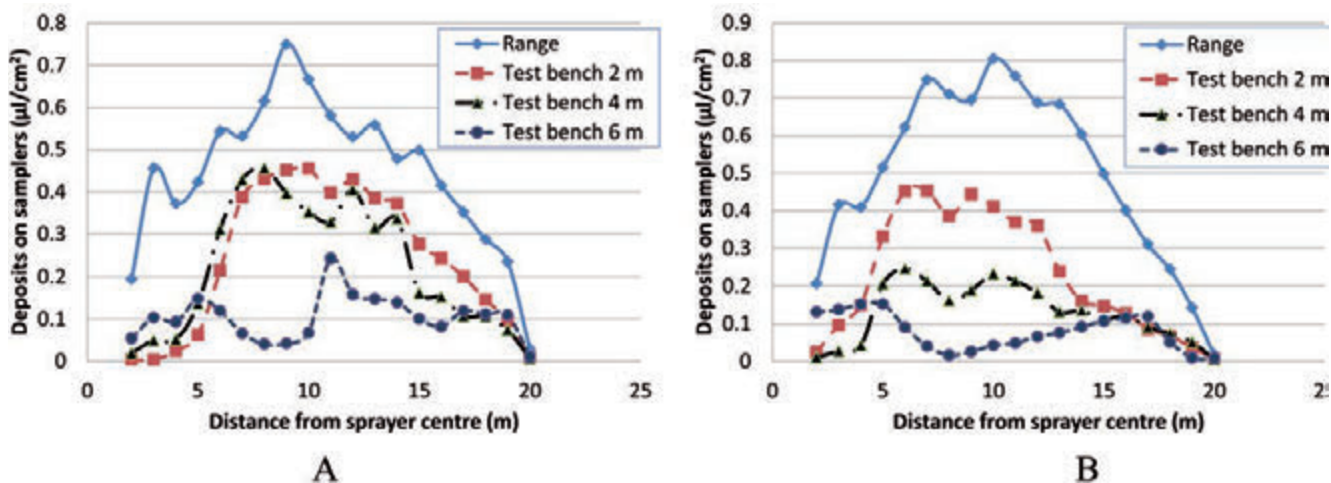 Deposits on samplers (µl/cm²)
0.8
0.7
0.6
0.5
0.4
0.3
0.2
0.1
0
Range
Test bench 2 m
Test bench 4 m
Test bench 6 m
0 5 10 15 20 25
Distance from sprayer centre (m)
A
Deposits on samplers (µl/cm²)
0.9
0.8
0.7
0.6
0.5
0.4
0.3
0.2
0.1
0
Range
Test bench 2 m
Test bench 4 m
Test bench 6 m
0 5 10 15 20 25
Distance from sprayer centre (m)
B